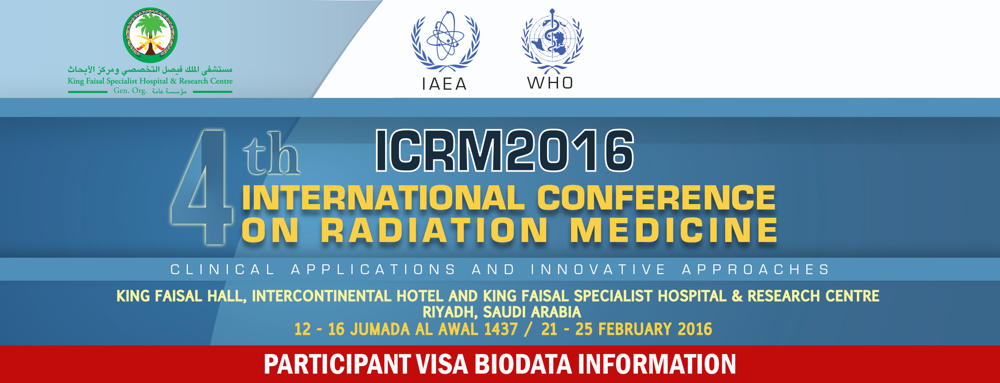 مستشفى الملك فيصل التخصصي ومركز الأبحاث
King Faisal Specialist Hospital & Research Centre
Gen. Org. مؤسسة عامة
IAEA
WHO
4th
ICRM2016
INTERNATIONAL CONFERENCE
ON RADIATION MEDICINE
CLINICAL APPLICATIONS AND INNOVATIVE APPROACHES
KING FAISAL HALL, INTERCONTINENTAL HOTEL AND KING FAISAL SPECIALIST HOSPITAL & RESEARCH CENTRE
RIYADH, SAUDI ARABIA
12 - 16 JUMADA AL AWAL 1437 / 21 - 25 FEBRUARY 2016
PARTICIPANT VISA BIODATA INFORMATION